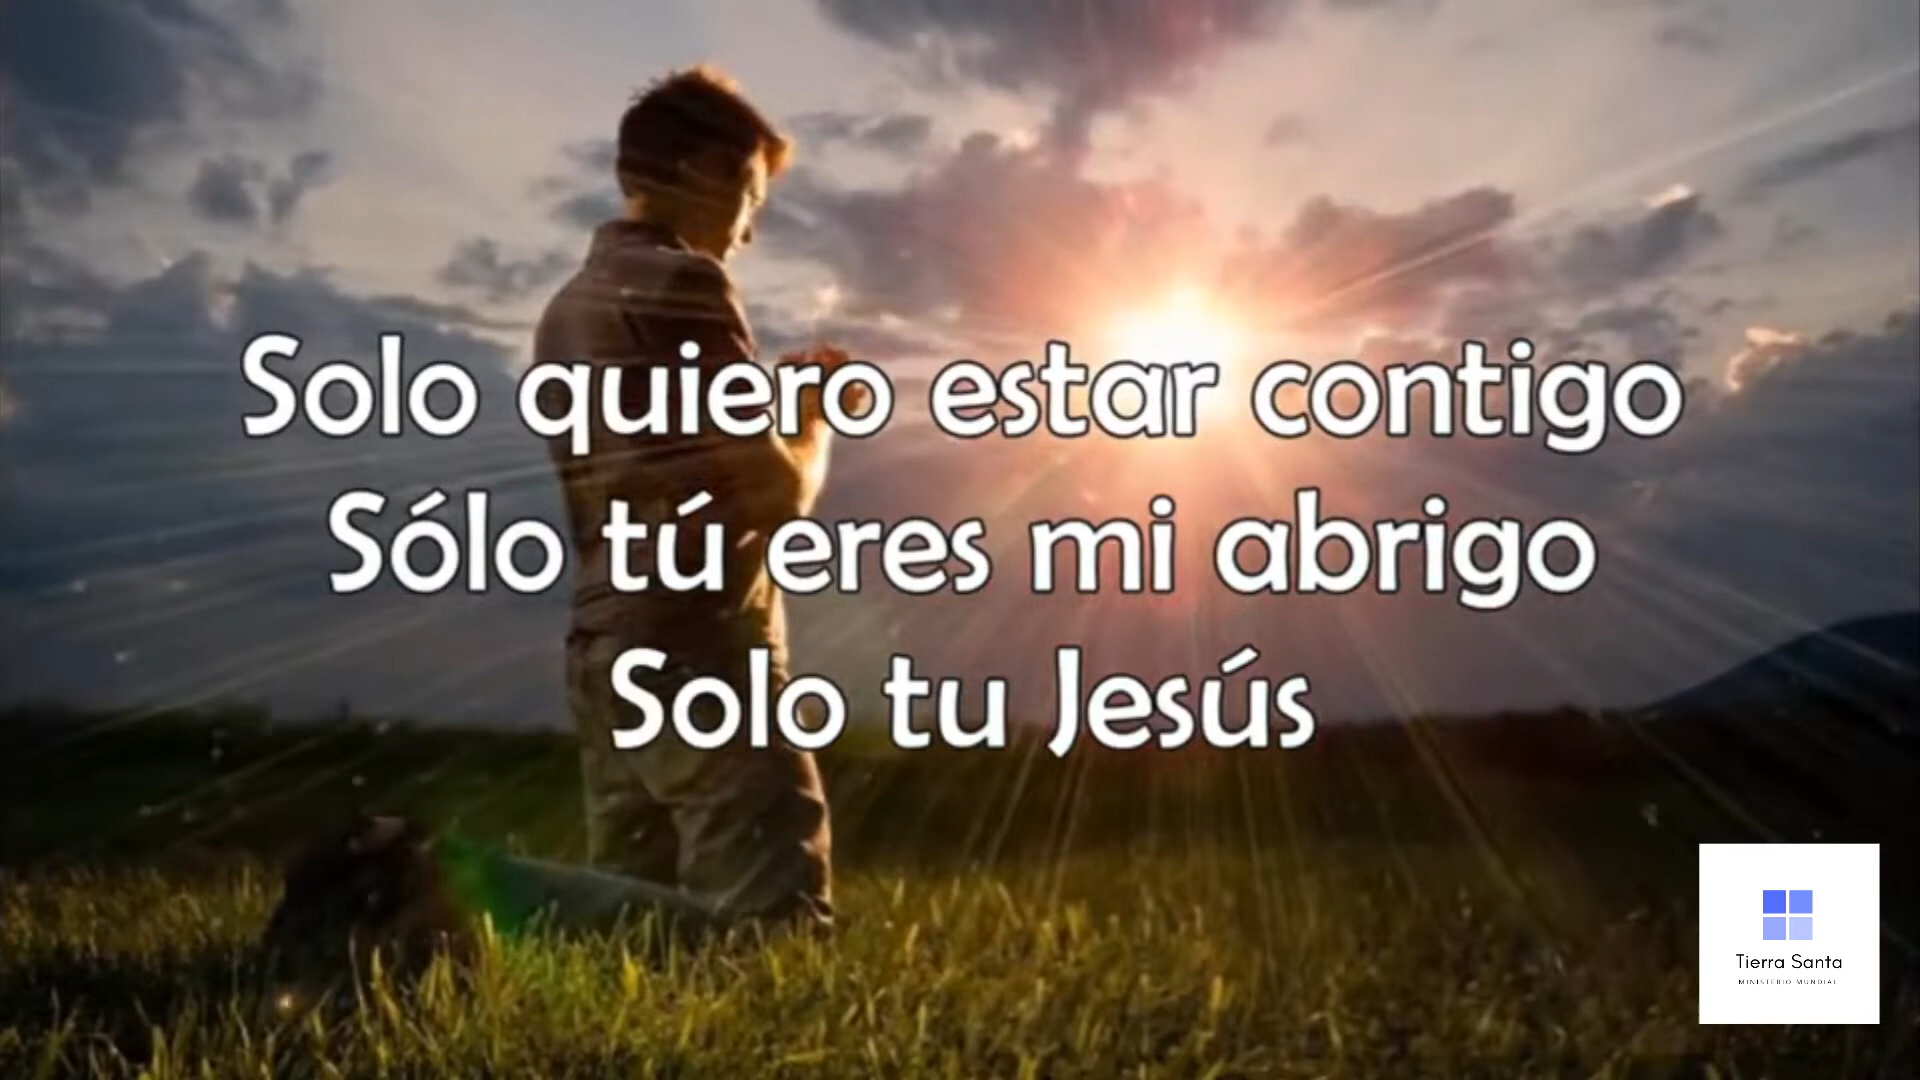 Solo quiero estar contigo
Sólo tú eres mi abrigo
Solo tu Jesús
Tierra Santa
MINISTERIO MUNDIAL